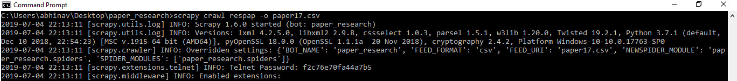 Command Prompt
C:\Users\abhinav\Desktop\paper_research>scrapy crawl respap -o paper17.csv
2019-07-04 22:13:11 [scrapy.utils.log] INFO: Scrapy 1.6.0 started (bot: paper_research)
2019-07-04 22:13:11 [scrapy.utils.log] INFO: Versions: lxml 4.2.5.0, libxml2 2.9.8, cssselect 1.0.3, parsel 1.5.1, w3lib 1.20.0, Twisted 19.2.1, Python 3.7.1 (default,
Dec 10 2018, 22:54:23) [MSC v.1915 64 bit (AMD64)], pyOpenSSL 18.0.0 (OpenSSL 1.1.1a  20 Nov 2018), cryptography 2.4.2, Platform Windows-10-10.0.17763-SP0
2019-07-04 22:13:11 [scrapy.crawler] INFO: Overridden settings: {'BOT_NAME': 'paper_research', 'FEED_FORMAT': 'csv', 'FEED_URI': 'paper17.csv', 'NEWSPIDER_MODULE': 'pap
er_research.spiders', 'SPIDER_MODULES': ['paper_research.spiders']}
2019-07-04 22:13:11 [scrapy.extensions.telnet] INFO: Telnet Password: f2c76e70fa44a7b5
2019-07-04 22:13:11 [scrapy.middleware] INFO: Enabled extensions: